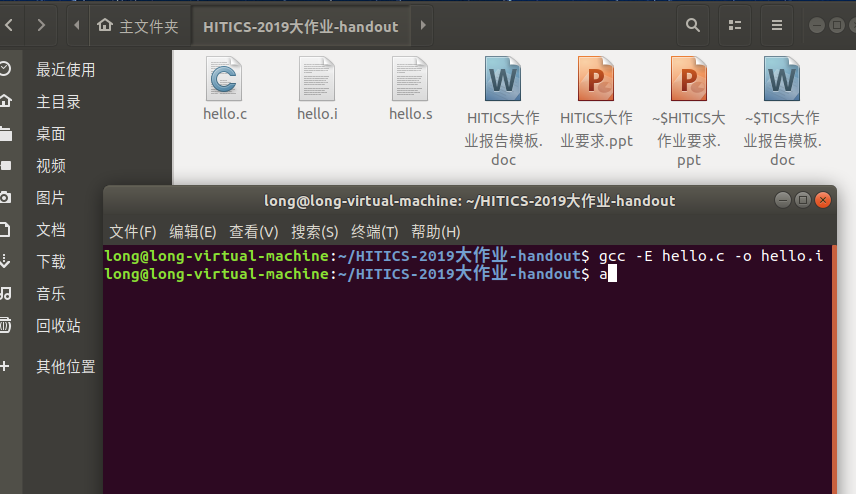 主文件夹
HITICS-2019大作业-handout
最近使用
主目录
桌面
视频
图片
文档
下载
音乐
回收站
其他位置
hello.c
hello.i
hello.s
HITICS大作
业报告模板.
doc
HITICS大作
业要求.ppt
~$HITICS大
作业要求.
ppt
~$TICS大作
业报告模板.
doc
long@long-virtual-machine: ~/HITICS-2019大作业-handout
文件(F) 编辑(E) 查看(V) 搜索(S) 终端(T) 帮助(H)
long@long-virtual-machine:~/HITICS-2019大作业-handout$ gcc -E hello.c -o hello.i
long@long-virtual-machine:~/HITICS-2019大作业-handout$ a